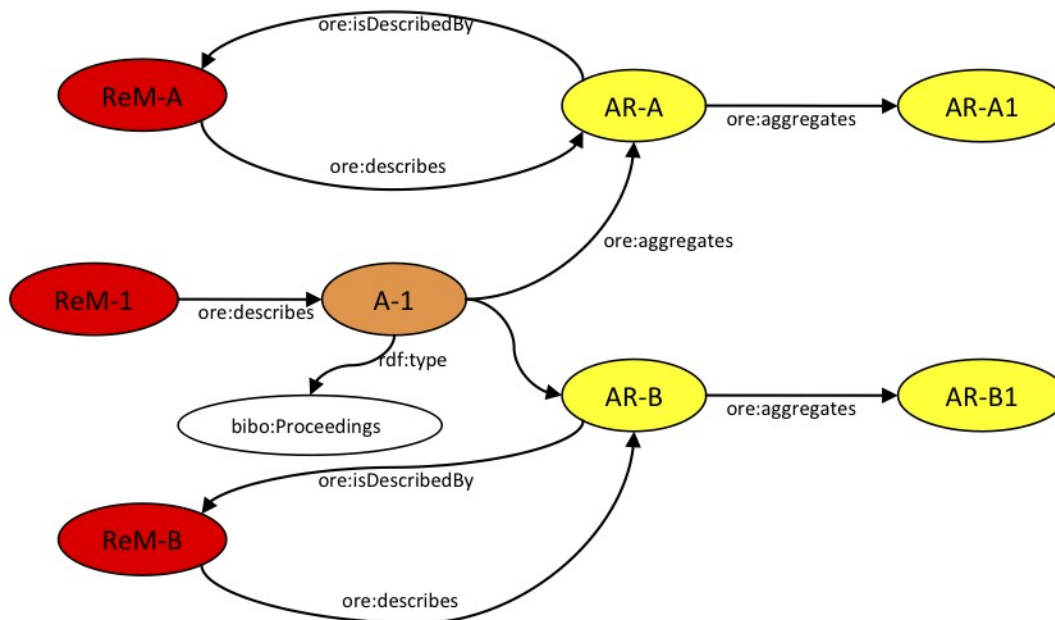 ore:isDescribedBy
ReM-A
AR-A
AR-A1
ore:aggregates
ore:describes
ore:aggregates
ReM-1
A-1
ore:describes
rdf:type
AR-B
AR-B1
ore:aggregates
bibo:Proceedings
ore:isDescribedBy
ReM-B
ore:describes